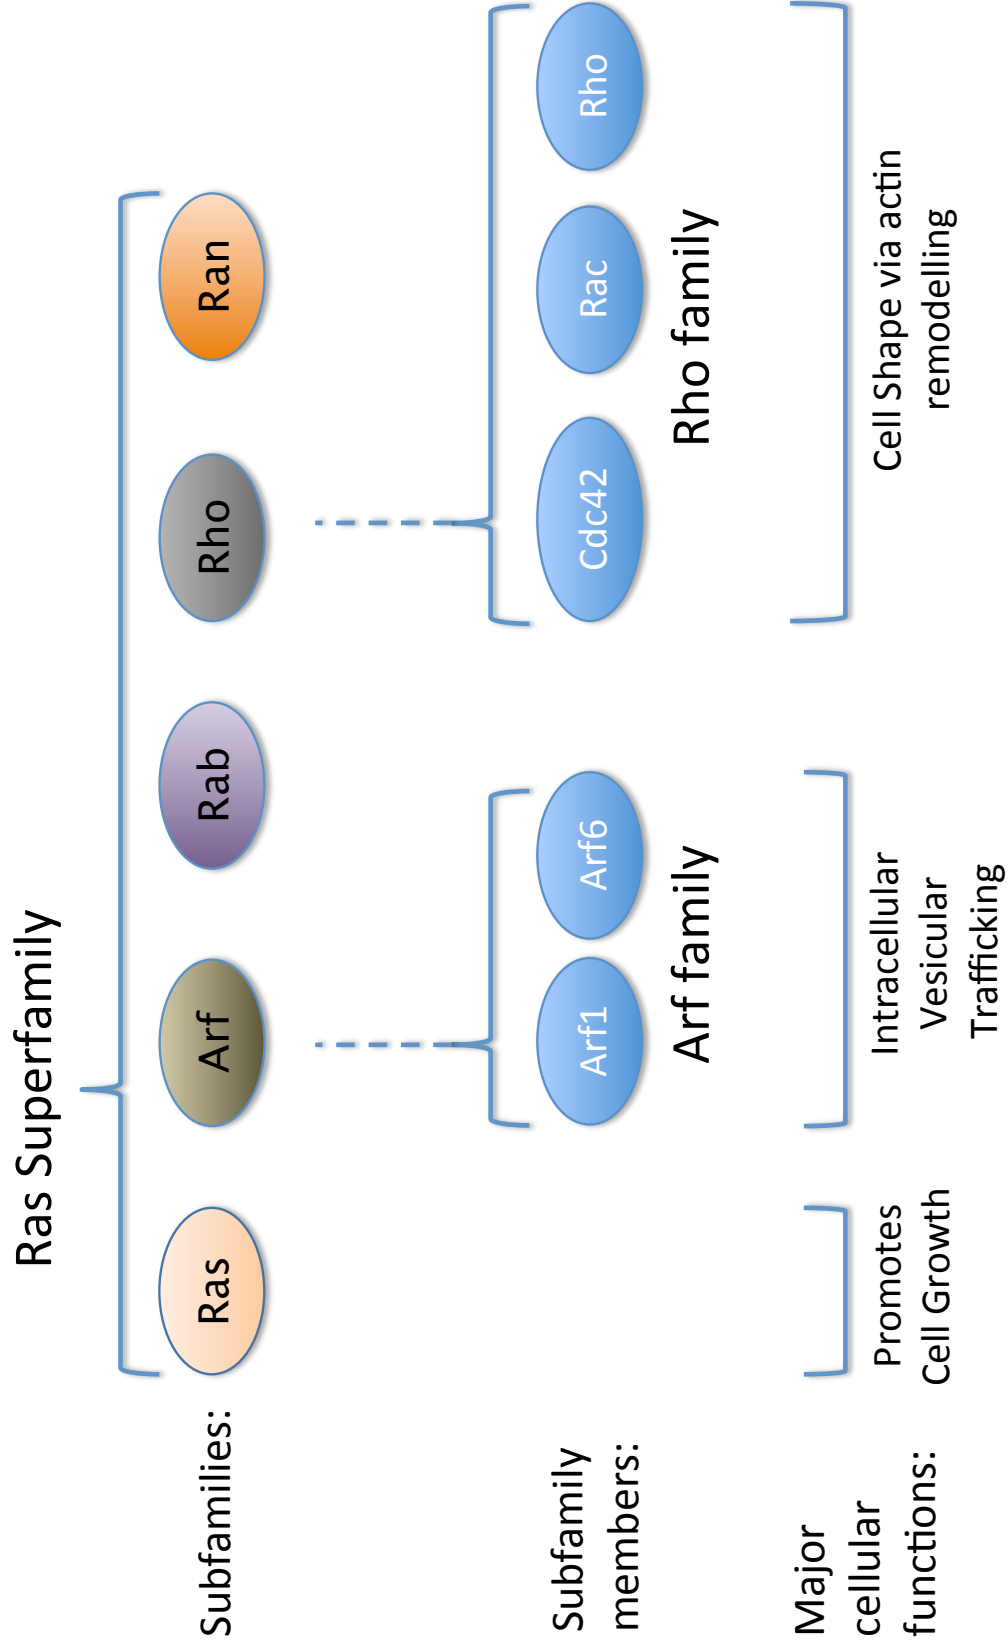 Ras Superfamily
Subfamilies:
Ras
Arf
Rab
Rho
Ran
Subfamily
members:
Arf1
Arf6
Cdc42
Rac
Rho
Arf family
Rho family
Major
cellular
functions:
Promotes
Cell Growth
Intracellular
Vesicular
Trafficking
Cell Shape via actin
remodelling